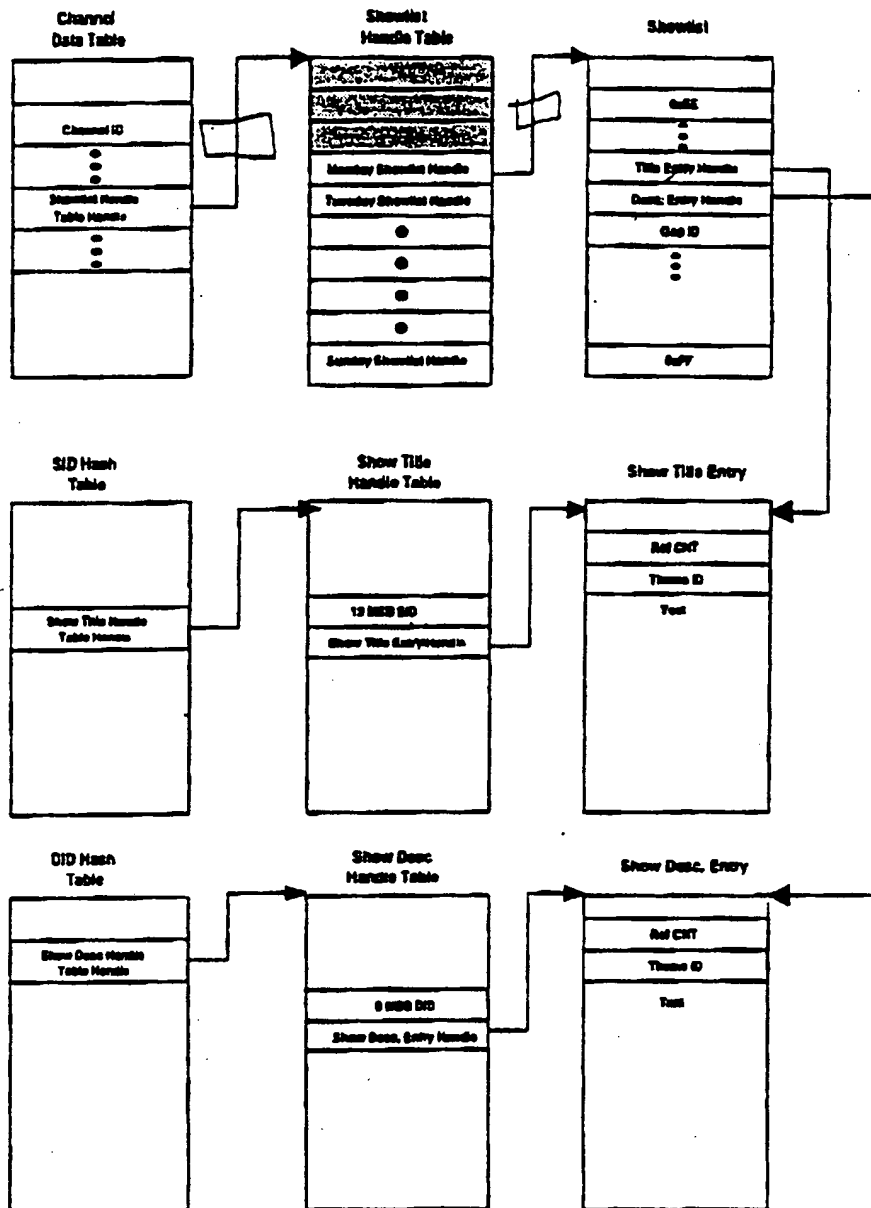 Channel
Data Table
Showlist
Handle Table
Showlist
Channel ID
Showlist Handle
Table Handle
Monday Showlist Handle
Tuesday Showlist Handle
Sunday Showlist Handle
Title Entry Handle
Desc. Entry Handle
Gap ID
0xFF
SID Hash
Table
Show Title
Handle Table
Show Title Entry
Show Title Handle
Table Handle
MSB SID
Show Title Entry Handle
Ref CNT
Theme ID
Text
DID Hash
Table
Show Desc
Handle Table
Show Desc. Entry
Show Desc Handle
Table Handle
MSB DID
Show Desc. Entry Handle
Ref CNT
Theme ID
Text